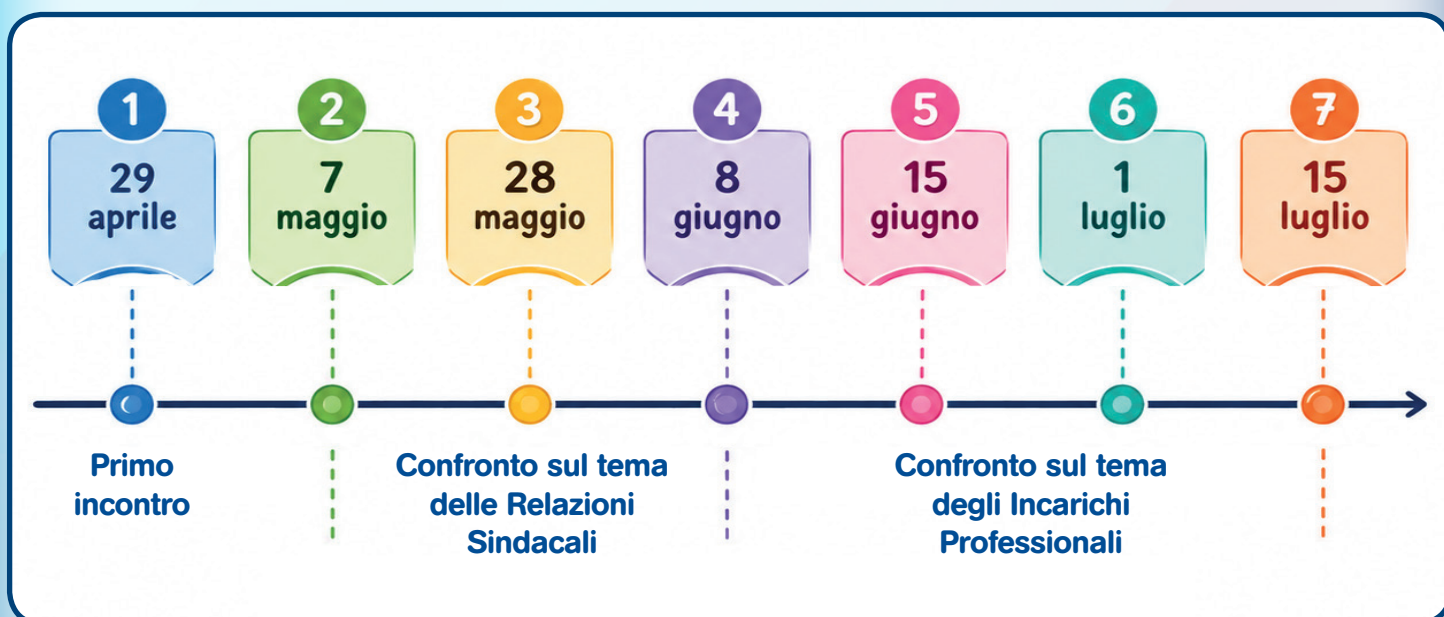 1
29
aprile
2
7
maggio
3
28
maggio
4
8
giugno
5
15
giugno
6
1
luglio
7
15
luglio
Primo
incontro
Confronto sul tema
delle Relazioni
Sindacali
Confronto sul tema
degli Incarichi
Professionali